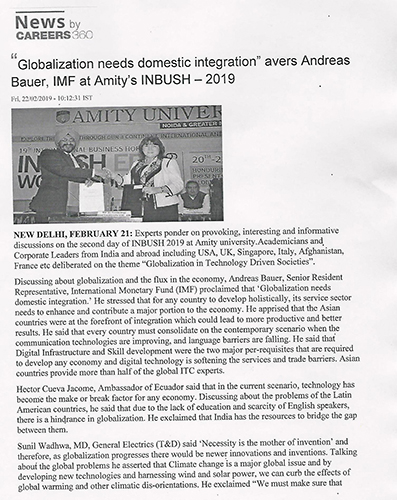 News by
CAREERS360
“Globalization needs domestic integration” avers Andreas
Bauer, IMF at Amity’s INBUSH – 2019
Fri, 22/02/2019 - 10:12:31 IST
AMITY UNIVER
NOIDA & GREATER
19TH
INTERNATIONAL BUSINESS HOR
20TH-2
NEW DELHI, FEBRUARY 21: Experts ponder on provoking, interesting and informative
discussions on the second day of INBUSH 2019 at Amity university.Academicians and
Corporate Leaders from India and abroad including USA, UK, Singapore, Italy, Afghanistan,
France etc deliberated on the theme “Globalization in Technology Driven Societies”.
Discussing about globalization and the flux in the economy, Andreas Bauer, Senior Resident
Representative, International Monetary Fund (IMF) proclaimed that ‘Globalization needs
domestic integration.’ He stressed that for any country to develop holistically, its service sector
needs to enhance and contribute a major portion to the economy. He apprised that the Asian
countries were at the forefont of integration which could lead to more productive and better
results. He said that every country must consolidate on the contemporary scenario when the
communication technologies are improving, and language barriers are falling. He said that
Digital Infrastructure and Skill development were the two major per-requisites that are required
to develop any economy and digital technology is softening the services and trade barriers. Asian
countries provide more than half of the global ITC experts.
Hector Cueva Jacome, Ambassador of Ecuador said that in the current scenario, technology has
become the make or break factor for any economy. Discussing about the problems of the Latin
American countries, he said that due to the lack of education and scarcity of English speakers,
there is a hindrance in globalization. He exclaimed that India has the resources to bridge the gap
between them.
Sunil Wadhwa, MD, General Electrics (T&D) said ‘Necessity is the mother of invention’ and
therefore, as globalization progresses there would be newer innovations and inventions. Talking
about the global problems he asserted that Climate change is a major global issue and by
developing new technologies and harnessing wind and solar power, we can curb the effects of
global warming and other climatic dis-orientations. He exclaimed “We must make sure that